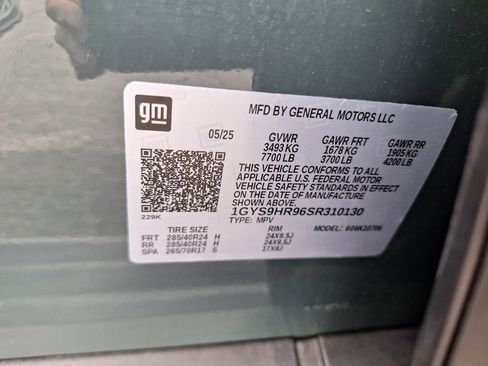 gm
MFD BY GENERAL MOTORS LLC
05/25 GVWR GAWR FRT GAWR RR
3493 KG 1678 KG 1905 KG
7700 LB 3700 LB 4200 LB
THIS VEHICLE CONFORMS TO ALL APPLICABLE
U.S. FEDERAL MOTOR
VEHICLE SAFETY STANDARDS IN EFFECT
ON THE DATE OF MANUFACTURE
SHOWN ABOVE.
1GYS9HR96SR310130
229K TYPE: MPV MODEL:
TIRE SIZE RIM
FRT 285/40R24 H 24X9.5J
RR 285/40R24 H 24X9.5J
SPA 265/70R17 S 17X8J